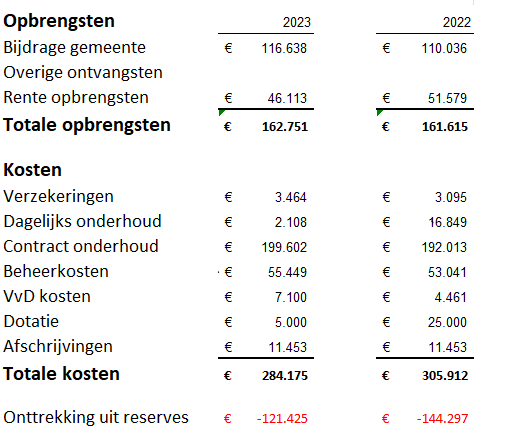 Opbrengsten 2023 2022
Bijdrage gemeente € 116.638 € 110.036
Overige ontvangsten
Rente opbrengsten € 46.113 € 51.579
Totale opbrengsten € 162.751 € 161.615
Kosten
Verzekeringen € 3.464 € 3.095
Dagelijks onderhoud € 2.108 € 16.849
Contract onderhoud € 199.602 € 192.013
Beheerkosten € 55.449 € 53.041
VvD kosten € 7.100 € 4.461
Dotatie € 5.000 € 25.000
Afschrijvingen € 11.453 € 11.453
Totale kosten € 284.175 € 305.912
Onttrekking uit reserves € -121.425 € -144.297